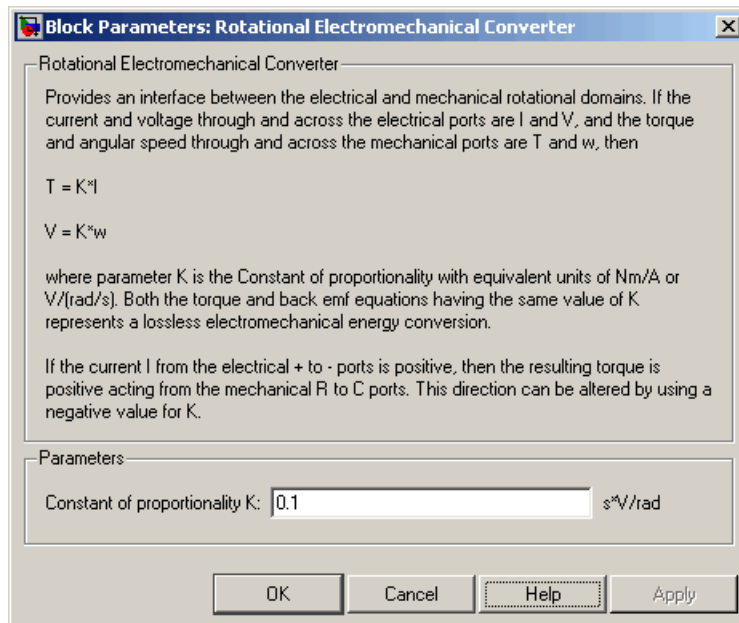 Block Parameters: Rotational Electromechanical Converter
Rotational Electromechanical Converter
Provides an interface between the electrical and mechanical rotational domains. If the
current and voltage through and across the electrical ports are I and V, and the torque
and angular speed through and across the mechanical ports are T and w, then
T = K*I
V = K*w
where parameter K is the Constant of proportionality with equivalent units of Nm/A or
V/(rad/s). Both the torque and back emf equations having the same value of K
represents a lossless electromechanical energy conversion.
If the current I from the electrical + to - ports is positive, then the resulting torque is
positive acting from the mechanical R to C ports. This direction can be altered by using a
negative value for K.
Parameters
Constant of proportionality K: 0.1 s*V/rad
OK Cancel Help Apply